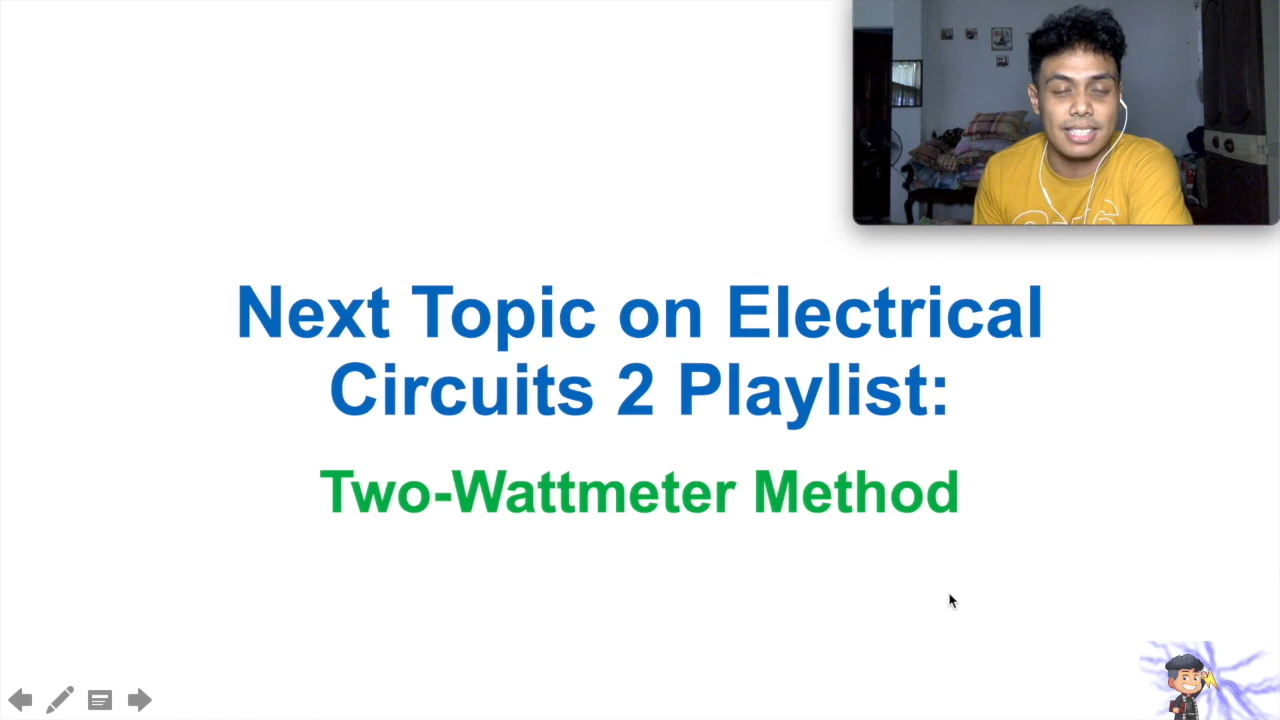 Next Topic on Electrical
Circuits 2 Playlist:
Two-Wattmeter Method